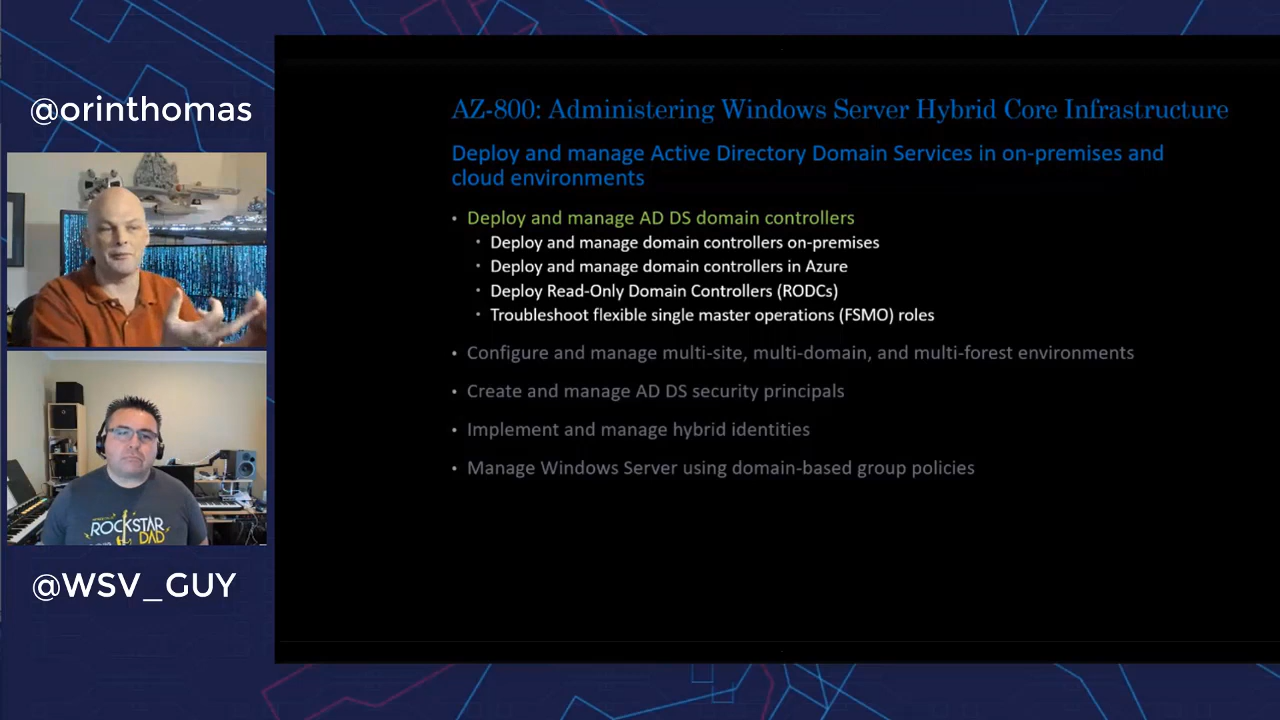 @orinthomas
AZ-800: Administering Windows Server Hybrid Core Infrastructure
Deploy and manage Active Directory Domain Services in on-premises and
cloud environments
• Deploy and manage AD DS domain controllers
• Deploy and manage domain controllers on-premises
• Deploy and manage domain controllers in Azure
• Deploy Read-Only Domain Controllers (RODCs)
• Troubleshoot flexible single master operations (FSMO) roles
• Configure and manage multi-site, multi-domain, and multi-forest environments
• Create and manage AD DS security principals
• Implement and manage hybrid identities
• Manage Windows Server using domain-based group policies
ROCKSTAR
DAD
@WSV_GUY